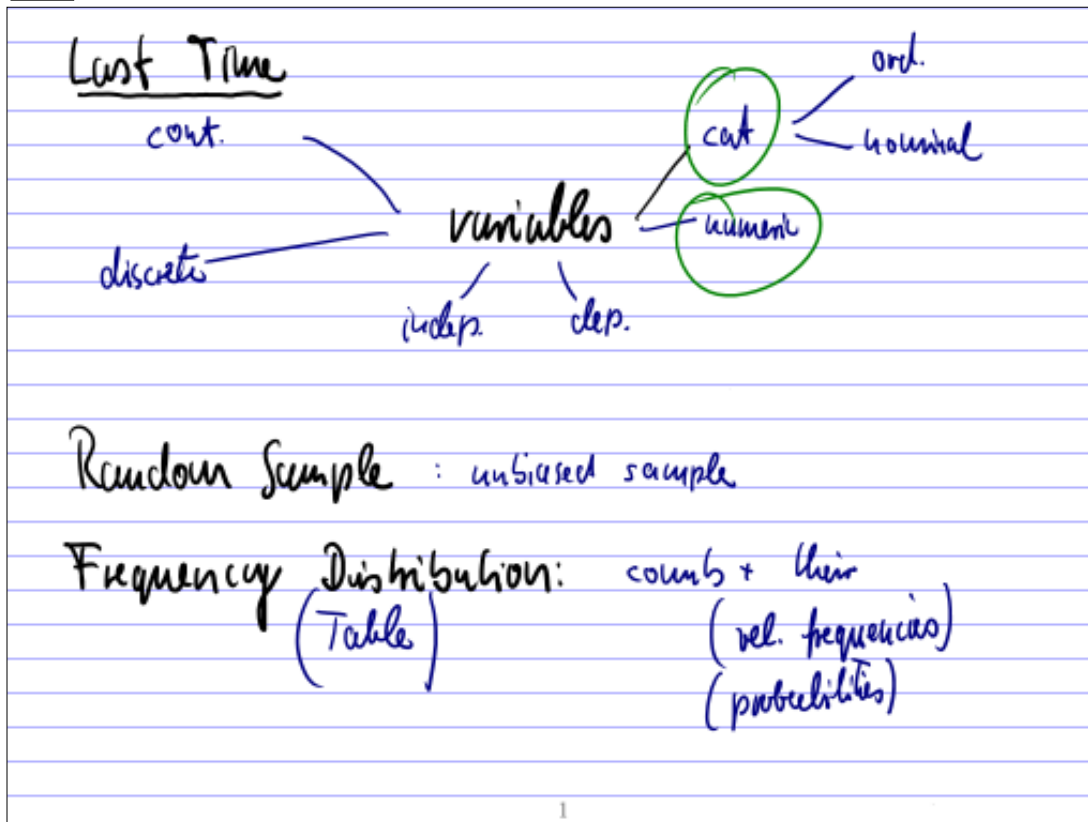 Last Time
ord.
cont.
cat
nominal
variables
numeric
discrete
indep.
dep.
Random Sample : unbiased sample
Frequency Distribution: counts + their
(Table)
(rel. frequencies)
(probabilities)
1